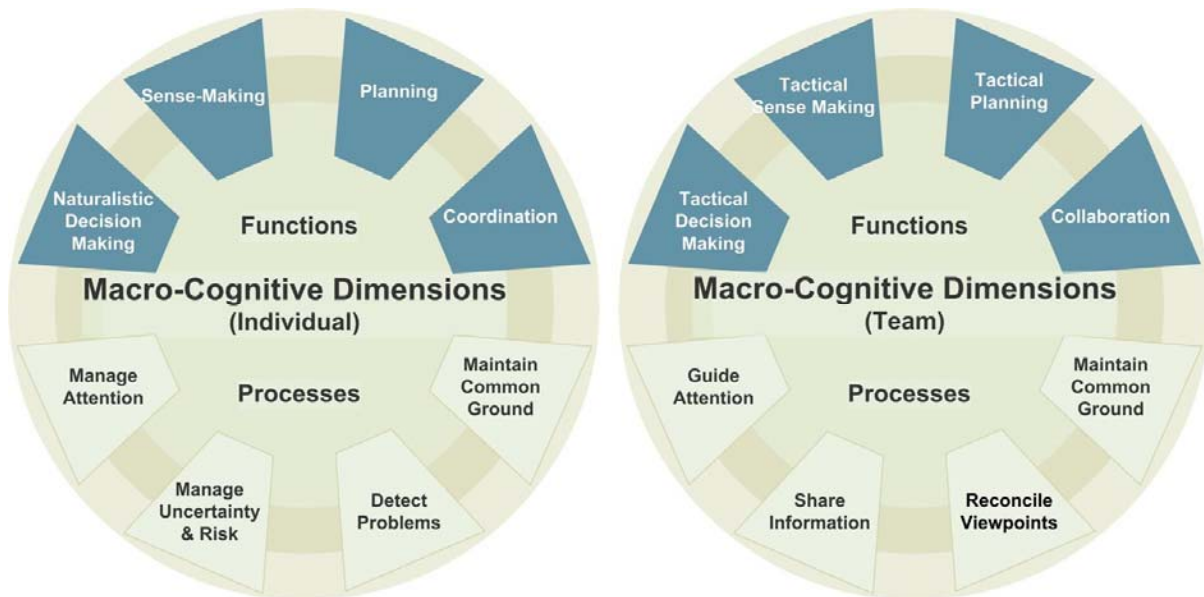 Sense-Making
Planning
Naturalistic
Decision
Making
Coordination
Functions
Macro-Cognitive Dimensions
(Individual)
Processes
Manage
Attention
Maintain
Common
Ground
Manage
Uncertainty
& Risk
Detect
Problems
Tactical
Sense Making
Tactical
Planning
Tactical
Decision
Making
Collaboration
Functions
Macro-Cognitive Dimensions
(Team)
Processes
Guide
Attention
Maintain
Common
Ground
Share
Information
Reconcile
Viewpoints